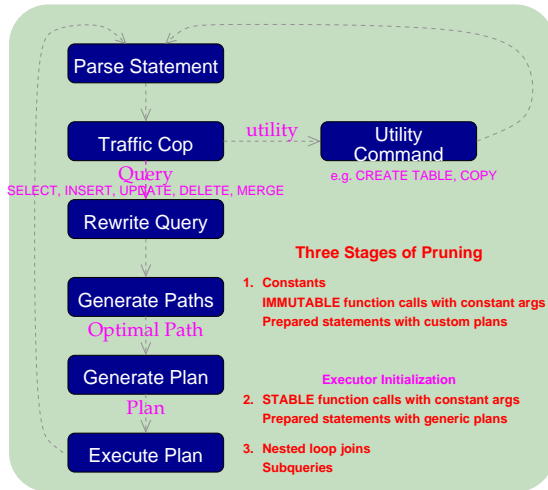 Parse Statement
Traffic Cop
utility
Utility
Command
Query
SELECT, INSERT, UPDATE, DELETE, MERGE
e.g. CREATE TABLE, COPY
Rewrite Query
Three Stages of Pruning
Generate Paths
1. Constants
IMMUTABLE function calls with constant args
Prepared statements with custom plans
Optimal Path
Generate Plan
Executor Initialization
Plan
2. STABLE function calls with constant args
Prepared statements with generic plans
Execute Plan
3. Nested loop joins
Subqueries